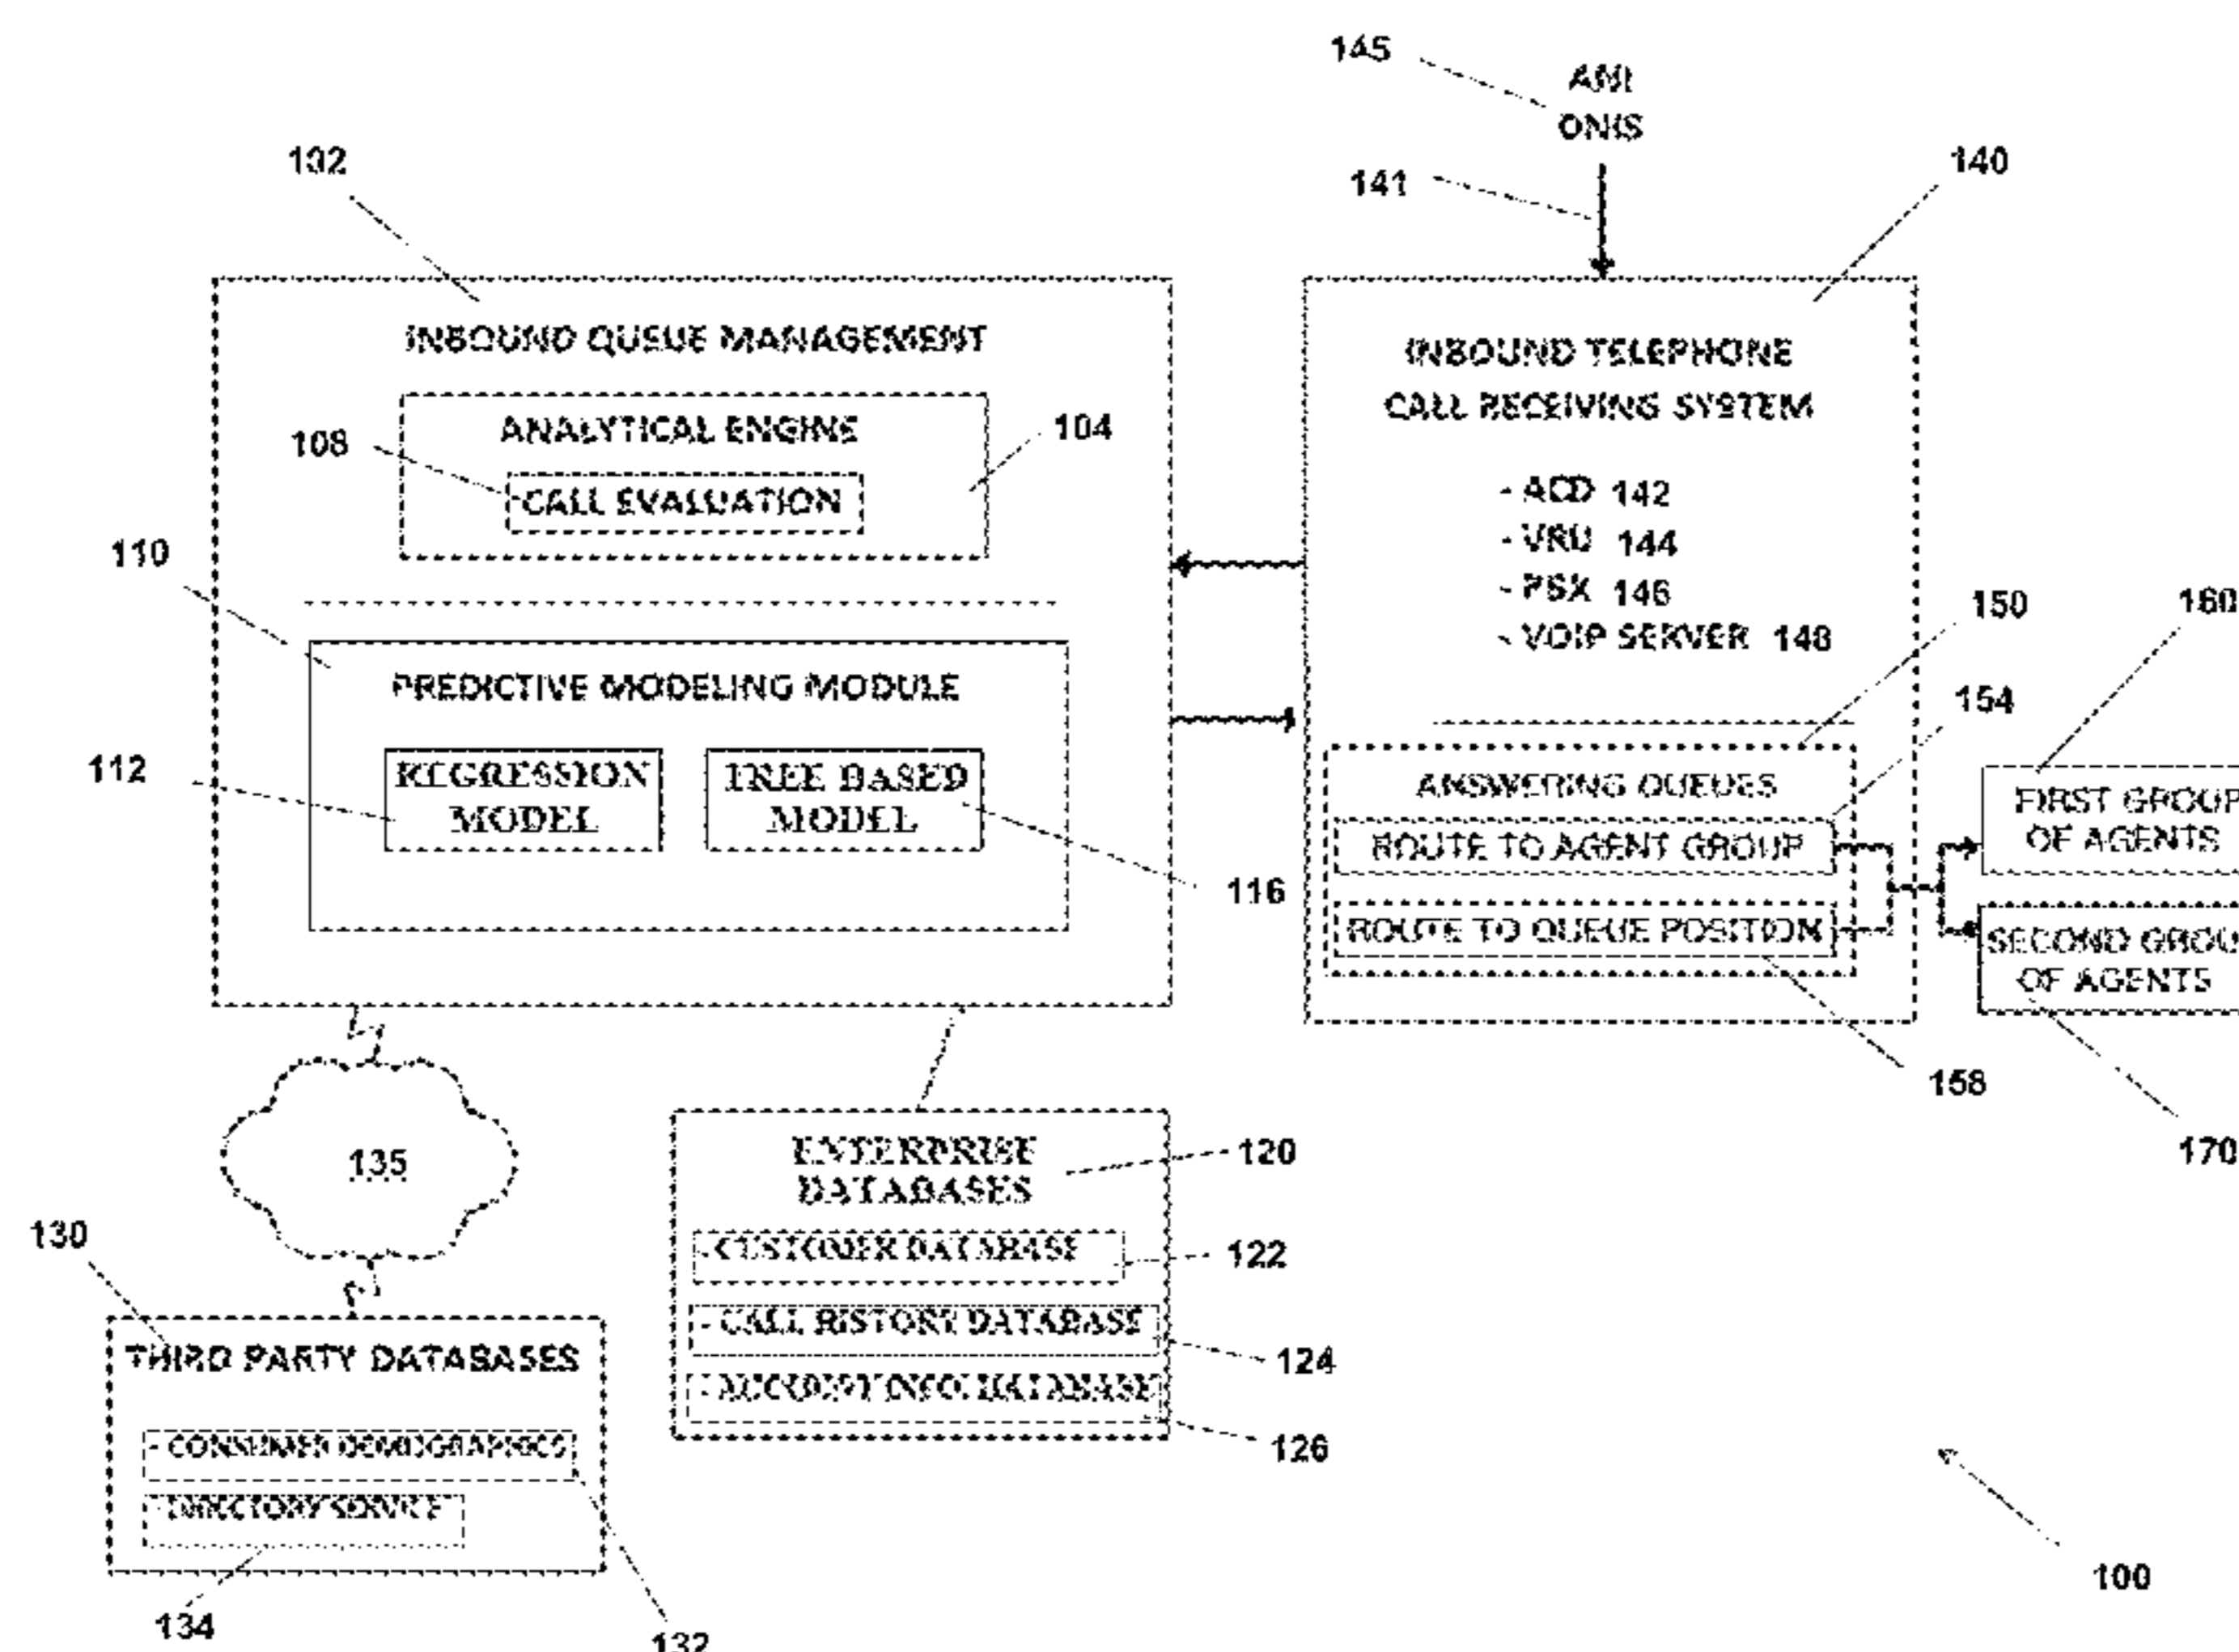 145
ANI
DNIS
102
141
140
INBOUND QUEUE MANAGEMENT
INBOUND TELEPHONE
CALL RECEIVING SYSTEM
ANALYTICAL ENGINE
108
104
CALL EVALUATION
- ACD 142
- VRU 144
- PBX 146
- VOIP SERVER 148
110
150
160
PREDICTIVE MODELING MODULE
154
112
REGRESSION
MODEL
TREE BASED
MODEL
116
ANSWERING QUEUES
ROUTE TO AGENT GROUP
ROUTE TO QUEUE POSITION
FIRST GROUP
OF AGENTS
SECOND GROU
OF AGENTS
158
170
135
ENTERPRISE
DATABASES
120
- CUSTOMER DATABASE
122
- CALL HISTORY DATABASE
124
- ACCOUNT INFO. DATABASE
126
130
THIRD PARTY DATABASES
- CONSUMER DEMOGRAPHICS
- DIRECTORY SERVICE
134
132
100